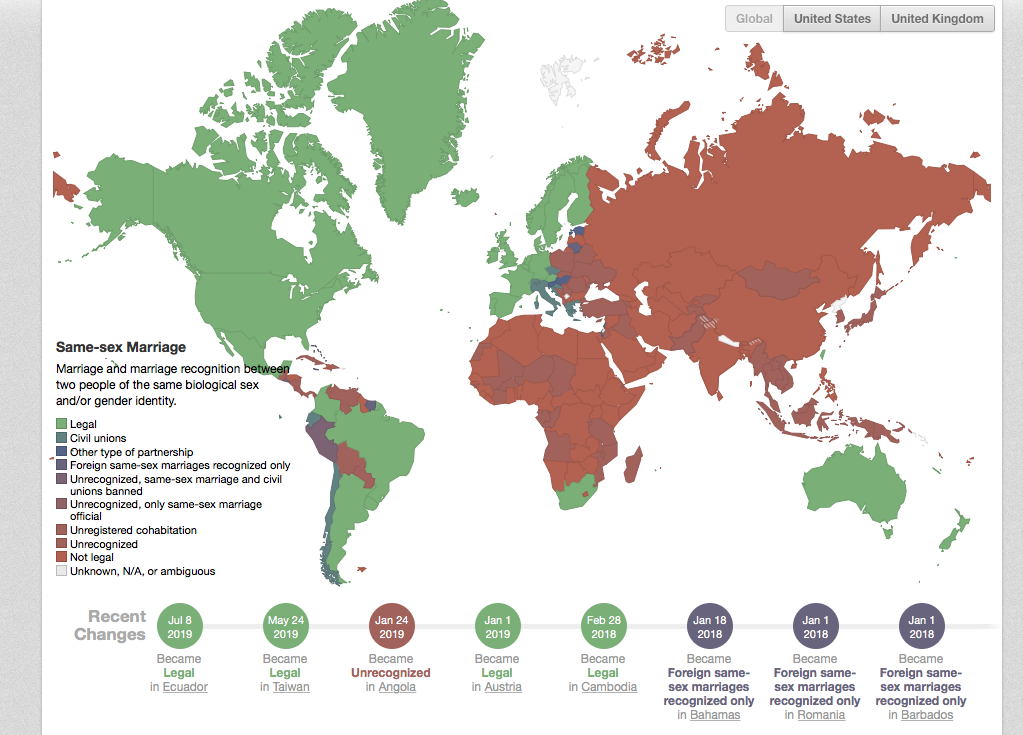 Global
United States
United Kingdom
Same-sex Marriage
Marriage and marriage recognition between
two people of the same biological sex
and/or gender identity.
Legal
Civil unions
Other type of partnership
Foreign same-sex marriages recognized only
Unrecognized, same-sex marriage and civil
unions banned
Unrecognized, only same-sex marriage
official
Unregistered cohabitation
Unrecognized
Not legal
Unknown, N/A, or ambiguous
Recent
Changes
Jul 8
2019
Became
Legal
in Ecuador
May 24
2019
Became
Legal
in Taiwan
Jan 24
2019
Became
Unrecognized
in Angola
Jan 1
2019
Became
Legal
in Austria
Feb 28
2018
Became
Legal
in Cambodia
Jan 18
2018
Became
Foreign same-
sex marriages
recognized only
in Bahamas
Jan 1
2018
Became
Foreign same-
sex marriages
recognized only
in Romania
Jan 1
2018
Became
Foreign same-
sex marriages
recognized only
in Barbados